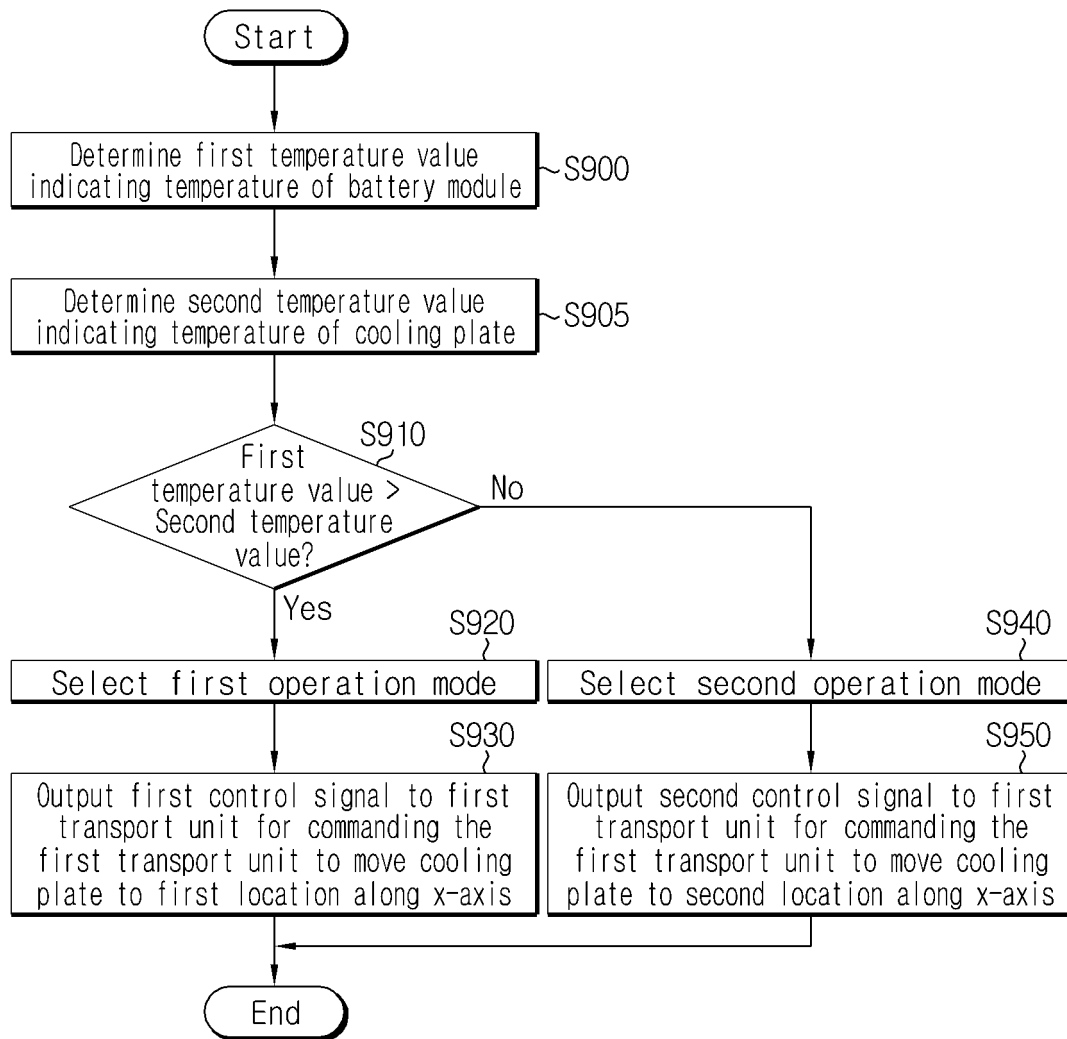 Start
Determine first temperature value
indicating temperature of battery module
S900
Determine second temperature value
indicating temperature of cooling plate
S905
S910
First
temperature value >
Second temperature
value?
No
Yes
S920
Select first operation mode
S940
Select second operation mode
S930
Output first control signal to first
transport unit for commanding the
first transport unit to move cooling
plate to first location along x-axis
S950
Output second control signal to first
transport unit for commanding the
first transport unit to move cooling
plate to second location along x-axis
End